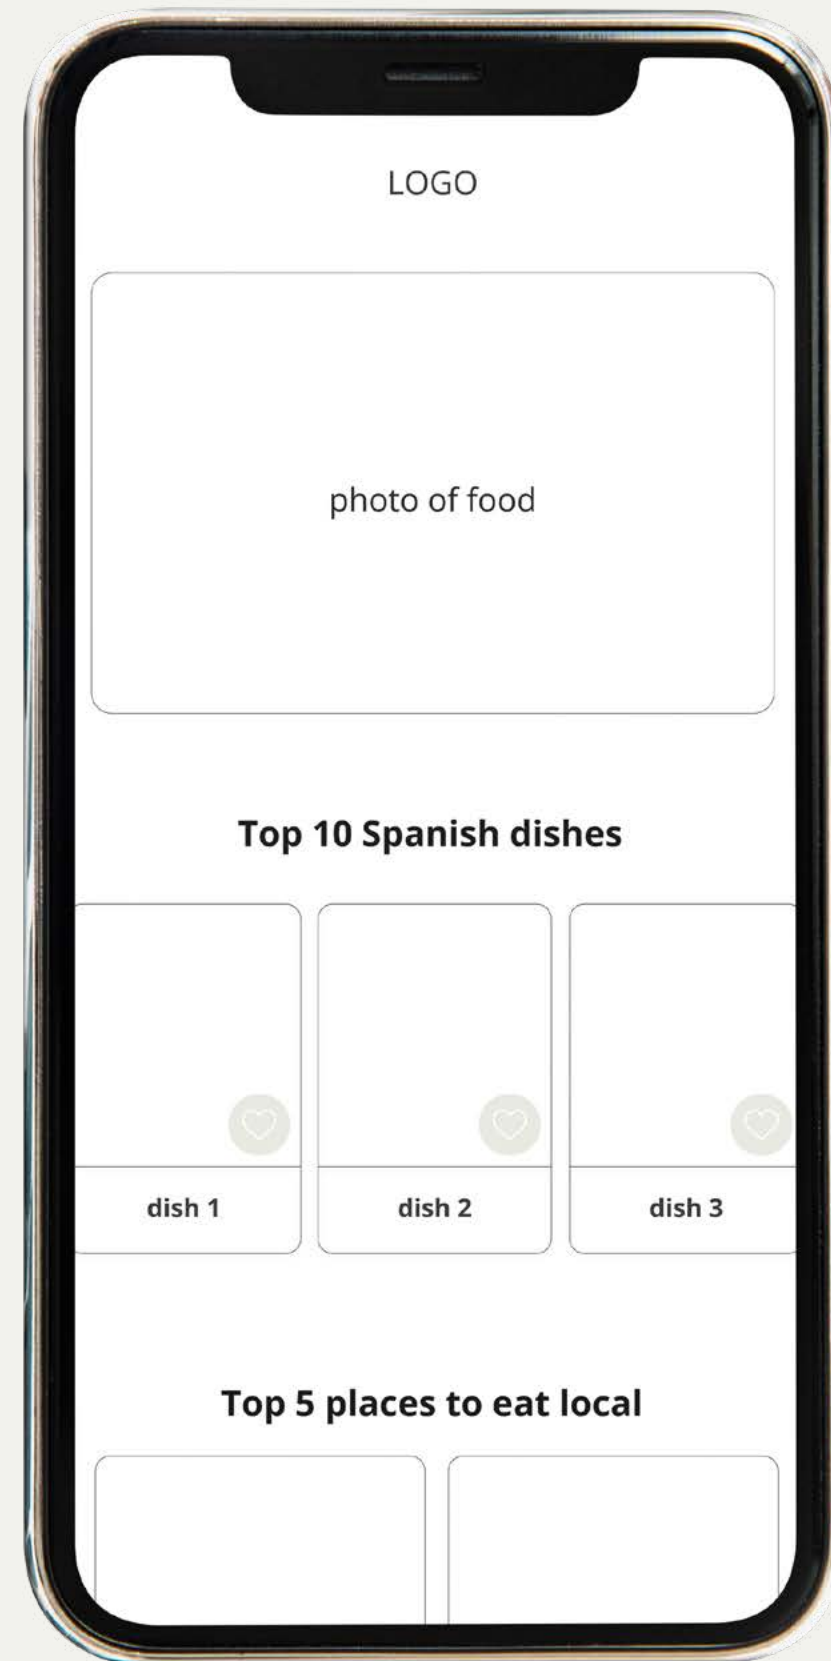 LOGO
photo of food
Top 10 Spanish dishes
dish 1
dish 2
dish 3
Top 5 places to eat local